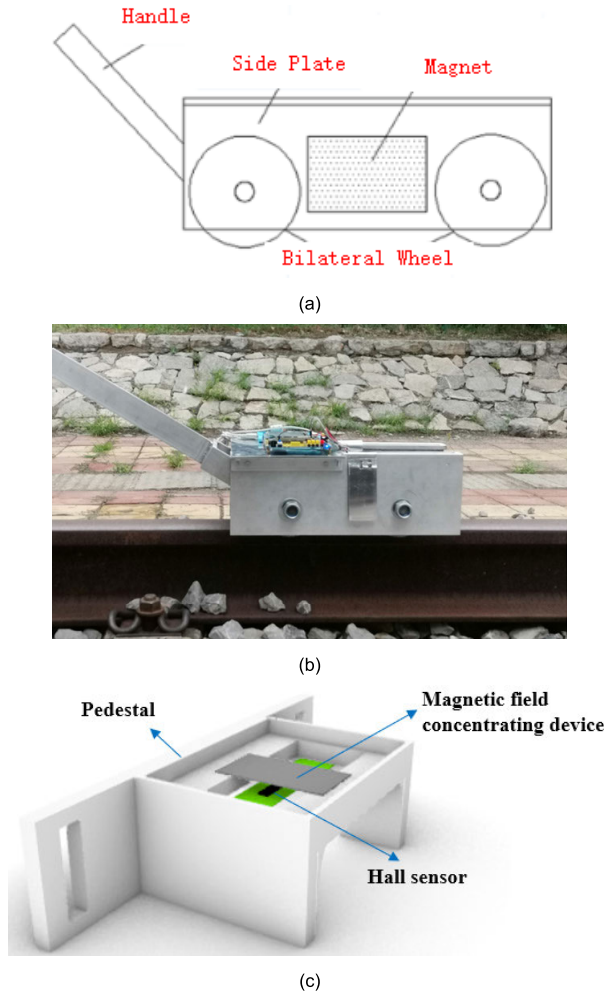 Handle
Side Plate
Magnet
Bilateral Wheel
(a)
(b)
Pedestal
Magnetic field
concentrating device
Hall sensor
(c)